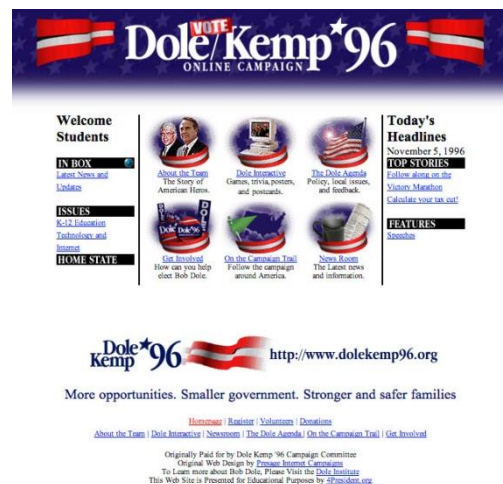 VOTE
Dole/Kemp '96
ONLINE CAMPAIGN
Welcome
Students
IN BOX
Latest News and
Updates
ISSUES
K-12 Education
Technology and
Internet
HOME STATE
About the Team
The Story of
American Heros.
Dole Interactive
Games, trivia, posters,
and postcards.
The Dole Agenda
Policy, local issues,
and feedback.
DOLE
Dole Dole'96
Get Involved
How can you help
elect Bob Dole.
On the Campaign Trail
Follow the campaign
around America.
News Room
The Latest news
and information.
Today's
Headlines
November 5, 1996
TOP STORIES
Follow along on the
Victory Marathon
Calculate your tax cut!
FEATURES
Speeches
Dole
Kemp '96
http://www.dolekemp96.org
More opportunities. Smaller government. Stronger and safer families
Homepage | Register | Volunteers | Donations
About the Team | Dole Interactive | Newsroom | The Dole Agenda | On the Campaign Trail | Get Involved
Originally Paid for by Dole Kemp '96 Campaign Committee
Original Web Design by Presage Internet Campaigns
To Learn more about Bob Dole, Please Visit the Dole Institute
This Web Site is Presented for Educational Purposes by 4President.org